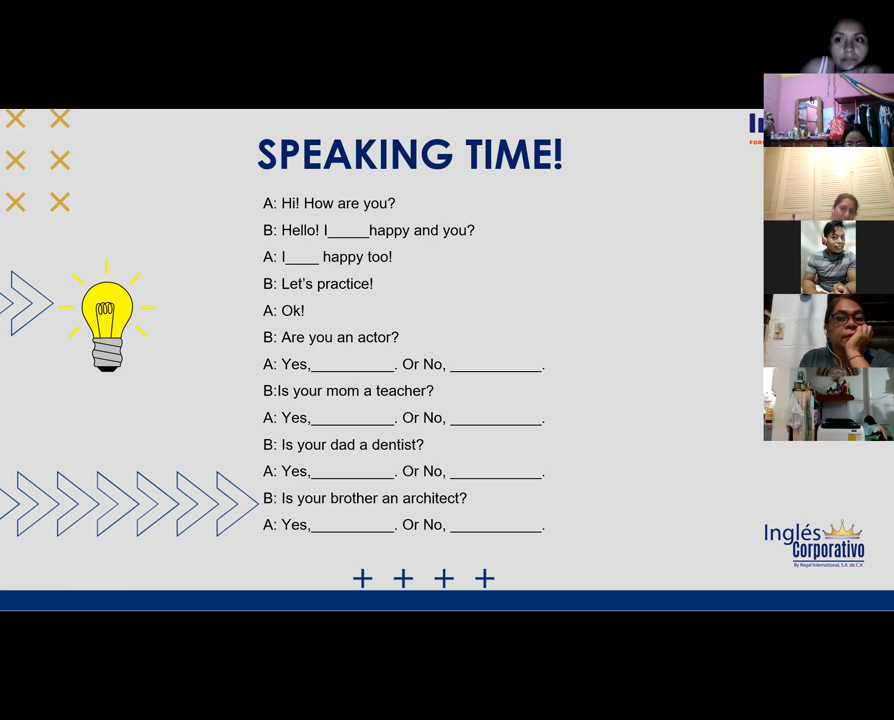 SPEAKING TIME!
A: Hi! How are you?
B: Hello! I_____happy and you?
A: I____ happy too!
B: Let's practice!
A: Ok!
B: Are you an actor?
A: Yes,__________. Or No, ___________.
B:Is your mom a teacher?
A: Yes,__________. Or No, ___________.
B: Is your dad a dentist?
A: Yes,__________. Or No, ___________.
B: Is your brother an architect?
A: Yes,__________. Or No, ___________.
Inglés
Corporativo
By Regal International, S.A. de C.V.